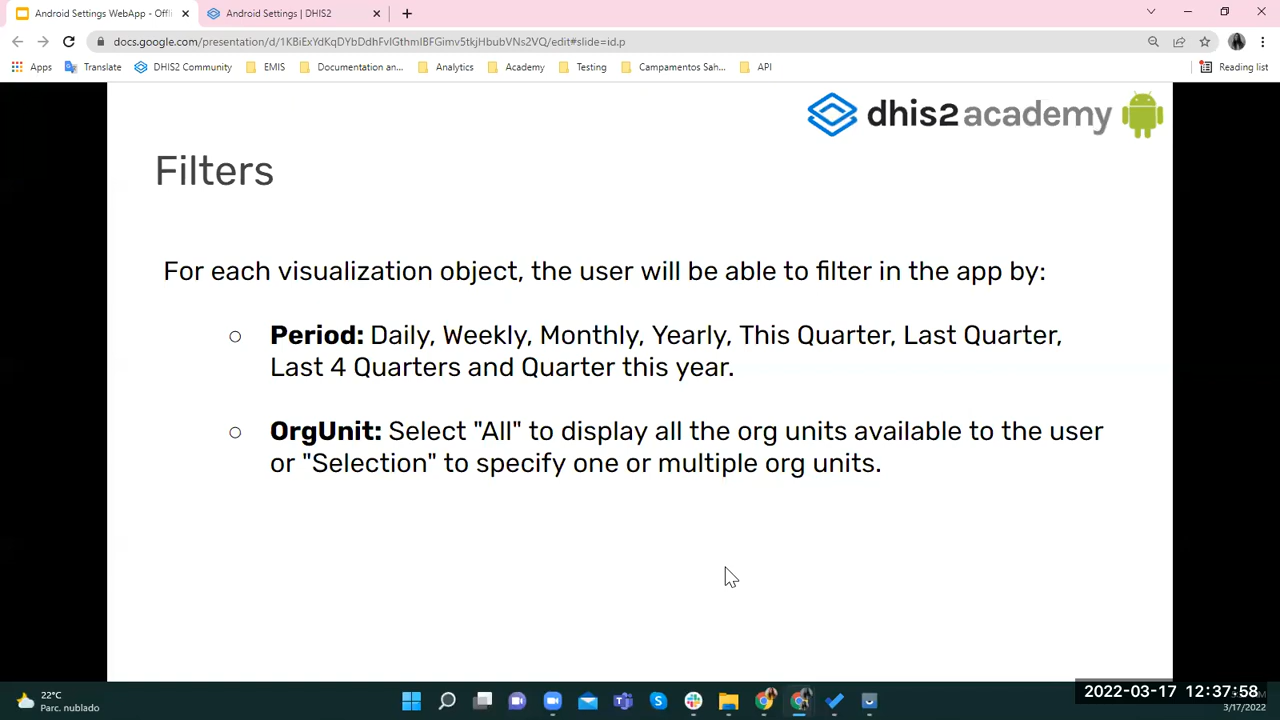 Android Settings WebApp - Offli
Android Settings | DHIS2
docs.google.com/presentation/d/1KBiExYdKqDYbDdhFvIGthmIBFGimv5tkjHbubVNs2VQ/edit#slide=id.p
Apps
Translate
DHIS2 Community
EMIS
Documentation an...
Analytics
Academy
Testing
Campamentos Sah...
API
Reading list
dhis2 academy
Filters
For each visualization object, the user will be able to filter in the app by:
Period: Daily, Weekly, Monthly, Yearly, This Quarter, Last Quarter,
Last 4 Quarters and Quarter this year.
OrgUnit: Select "All" to display all the org units available to the user
or "Selection" to specify one or multiple org units.
22°C
Parc. nublado
2022-03-17 12:37:58
3/17/2022